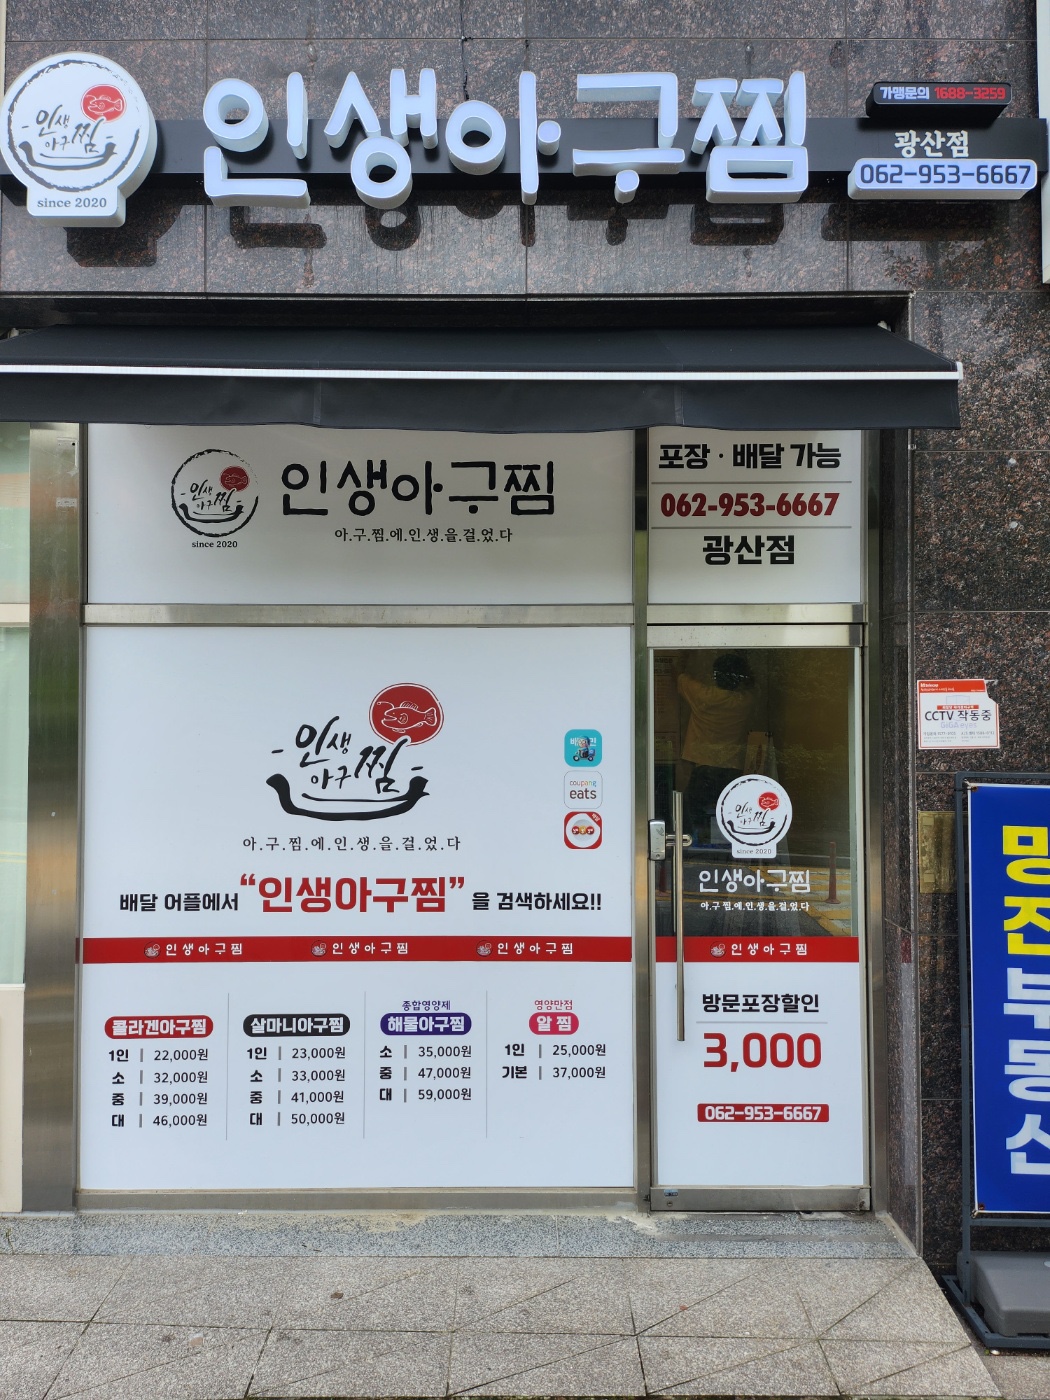 인생
아구찜
since 2020
인생아구찜
가맹문의 1688-3259
광산점
062-953-6667
인생
아구찜
since 2020
인생아구찜
아.구.찜.에.인.생.을.걸.었.다
포장 · 배달 가능
062-953-6667
광산점
인생
아구찜
아.구.찜.에.인.생.을.걸.었.다
coupang
eats
배달 어플에서 “인생아구찜” 을 검색하세요!!
인생아구찜 인생아구찜 인생아구찜
콜라겐아구찜
1인 | 22,000원
소 | 32,000원
중 | 39,000원
대 | 46,000원
살마니아구찜
1인 | 23,000원
소 | 33,000원
중 | 41,000원
대 | 50,000원
종합영양제
해물아구찜
소 | 35,000원
중 | 47,000원
대 | 59,000원
영양만점
알 찜
1인 | 25,000원
기본 | 37,000원
인생
아구찜
since 2020
인생아구찜
아.구.찜.에.인.생.을.걸.었.다
인생아구찜
방문포장할인
3,000
062-953-6667
CCTV 작동중
부동산